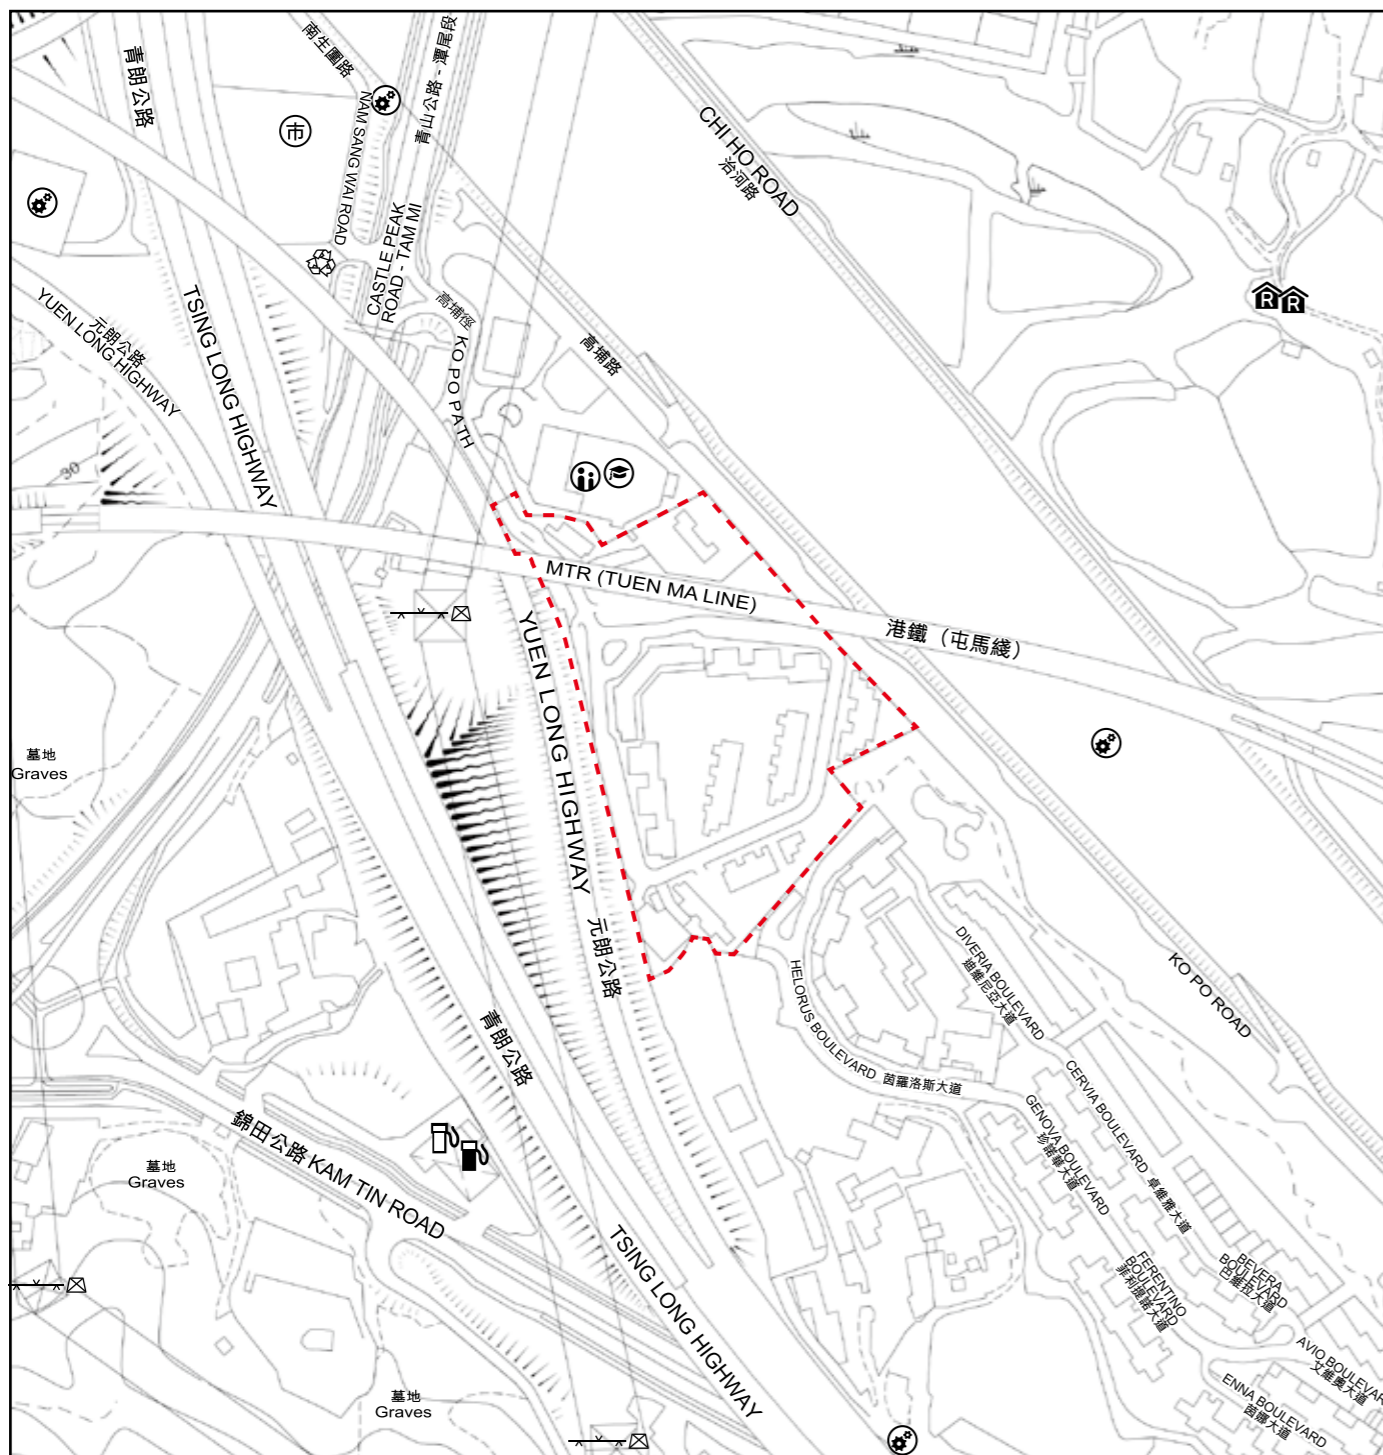 南生圍路
青朗公路
青山公路 - 潭尾段
市
NAM SANG WAI ROAD
CHI HO ROAD
治河路
CASTLE PEAK
ROAD - TAM MI
元朗公路
YUEN LONG HIGHWAY
TSING LONG HIGHWAY
高埔徑
KO PO PATH
高埔路
R
R
30
MTR (TUEN MA LINE)
港鐵（屯馬綫）
YUEN LONG HIGHWAY
元朗公路
墓地
Graves
DIVERIA BOULEVARD
迪維尼亞大道
KO PO ROAD
HELORUS BOULEVARD 茵羅洛斯大道
青朗公路
CERVIA BOULEVARD 卓維雅大道
GENOVA BOULEVARD
珍諾華大道
錦田公路 KAM TIN ROAD
墓地
Graves
TSING LONG HIGHWAY
FERENTINO
BOULEVARD
菲利提諾大道
BEVERA
BOULEVARD
巴維拉大道
AVIO BOULEVAR
艾維奧大道
ENNA BOULEVARD
茵娜大道
墓地
Graves